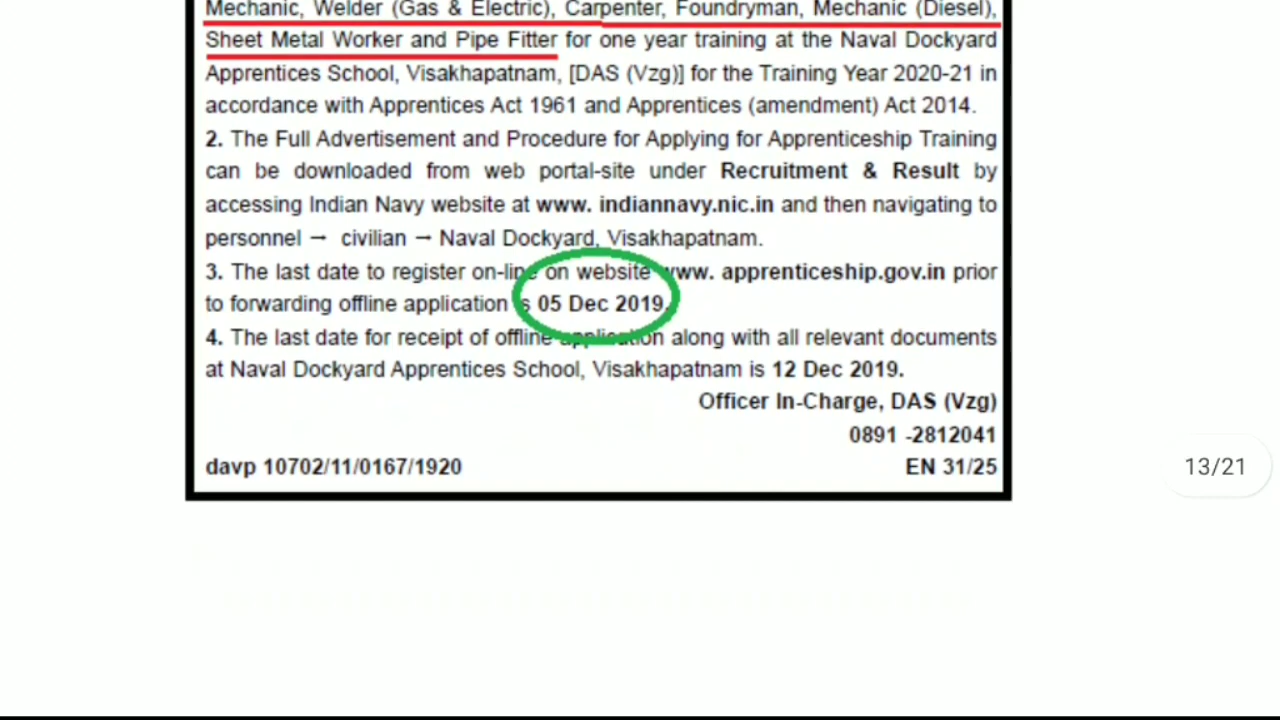 Mechanic, Welder (Gas & Electric), Carpenter, Foundryman, Mechanic (Diesel),
Sheet Metal Worker and Pipe Fitter for one year training at the Naval Dockyard
Apprentices School, Visakhapatnam, [DAS (Vzg)] for the Training Year 2020-21 in
accordance with Apprentices Act 1961 and Apprentices (amendment) Act 2014.
2. The Full Advertisement and Procedure for Applying for Apprenticeship Training
can be downloaded from web portal-site under Recruitment & Result by
accessing Indian Navy website at www. indiannavy.nic.in and then navigating to
personnel → civilian → Naval Dockyard, Visakhapatnam.
3. The last date to register on-line on website www. apprenticeship.gov.in prior
to forwarding offline application is 05 Dec 2019.
4. The last date for receipt of offline application along with all relevant documents
at Naval Dockyard Apprentices School, Visakhapatnam is 12 Dec 2019.
Officer In-Charge, DAS (Vzg)
0891 -2812041
davp 10702/11/0167/1920 EN 31/25
13/21